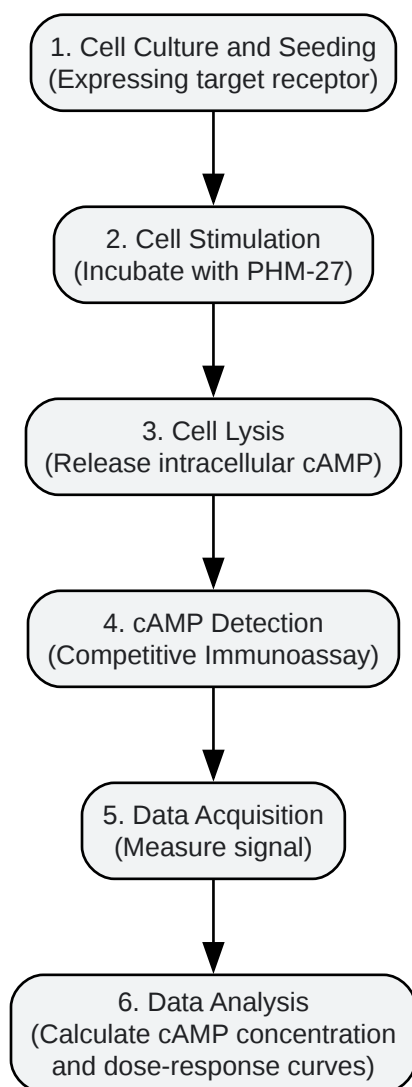 1. Cell Culture and Seeding
(Expressing target receptor)
2. Cell Stimulation
(Incubate with PHM-27)
3. Cell Lysis
(Release intracellular cAMP)
4. cAMP Detection
(Competitive Immunoassay)
5. Data Acquisition
(Measure signal)
6. Data Analysis
(Calculate cAMP concentration
and dose-response curves)